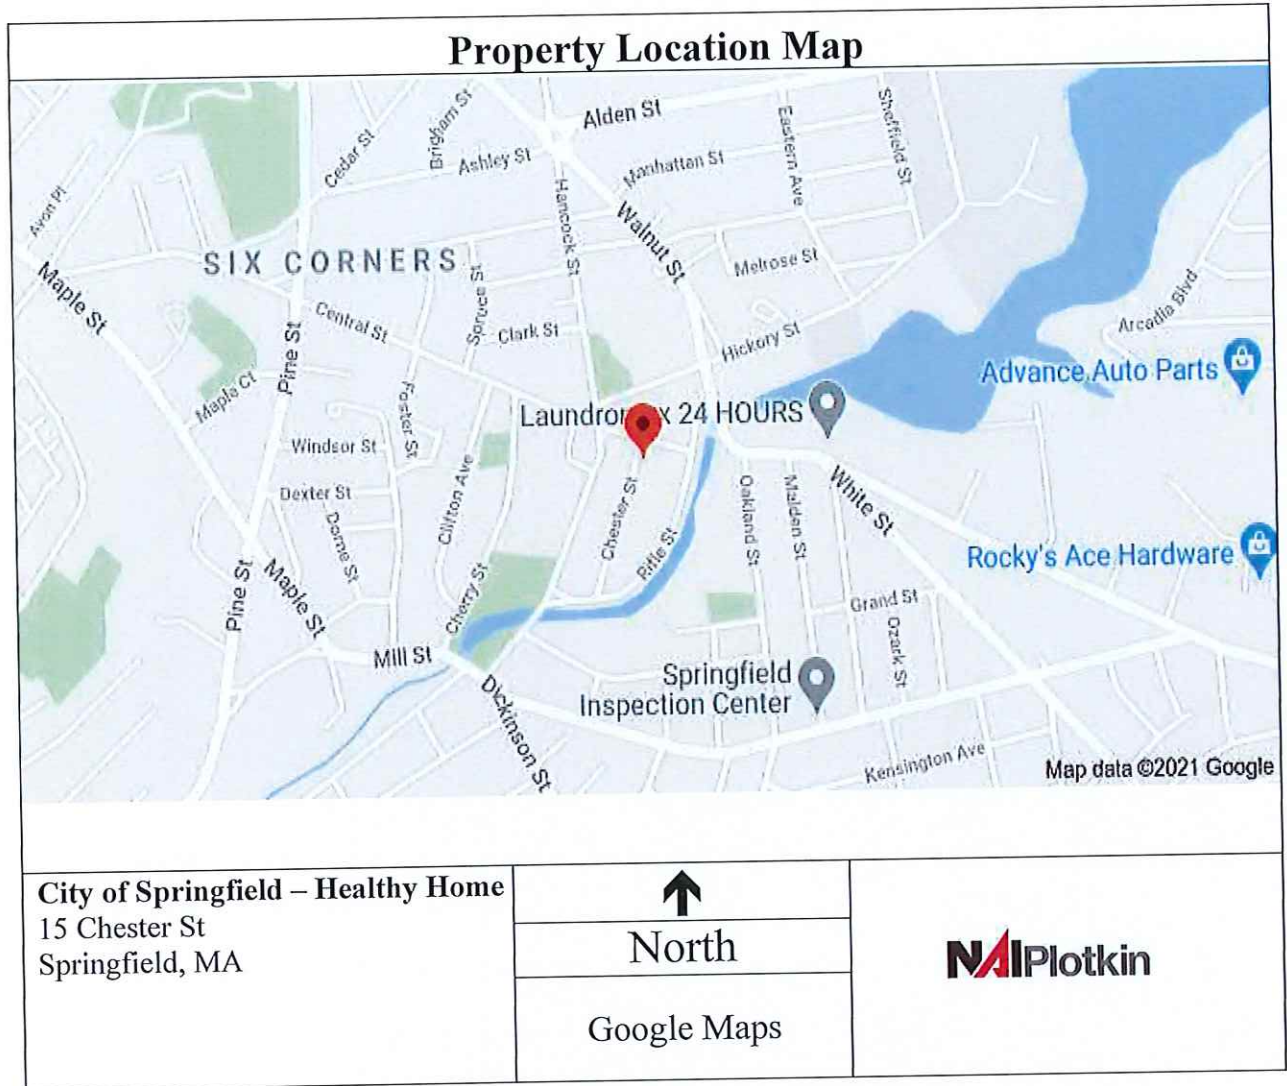 Property Location Map
Alden St
Sheffield St
Eastern Ave
Brigham St
Cedar St
Ashley St
Manhattan St
Avon Pl
Hancock St
Walnut St
SIX CORNERS
Melrose St
Maple St
Spruce St
Central St
Clark St
Arcadia Blvd
Pine St
Hickory St
Advance Auto Parts
Maple Ct
Foster St
24 HOURS
Windsor St
Clifton Ave
Chester St
Oakland St
Malden St
White St
Dexter St
Dorne St
Rifle St
Rocky's Ace Hardware
Pine St
Maple St
Cherry St
Grand St
Ozark St
Mill St
Springfield
Inspection Center
Dickinson St
Kensington Ave
Map data ©2021 Google
City of Springfield – Healthy Home
15 Chester St
Springfield, MA
North
Google Maps
NAIPlotkin